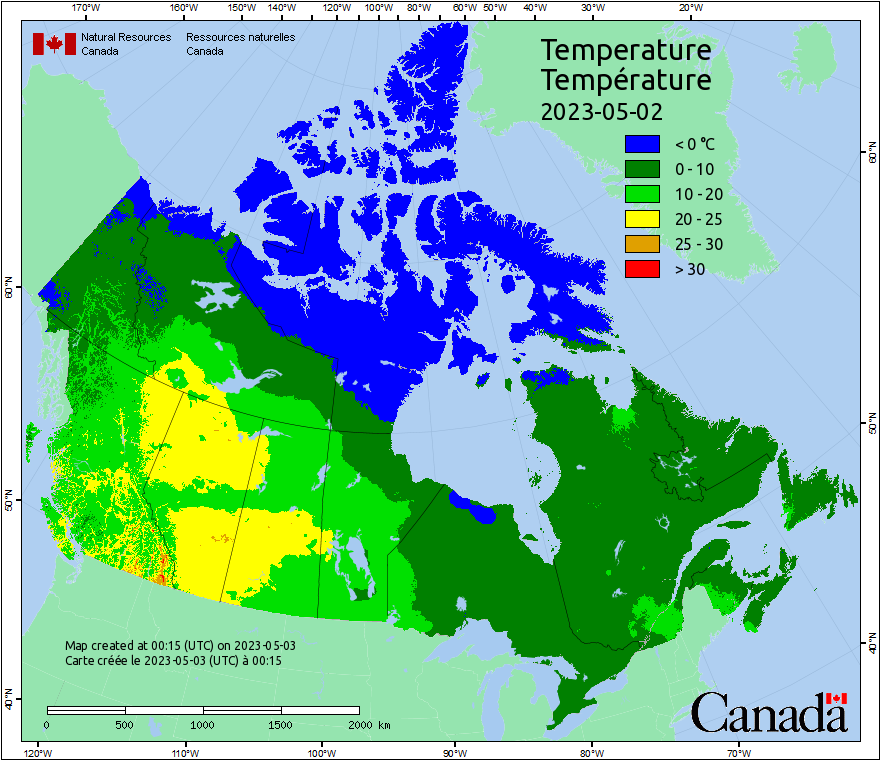 170°W 160°W 150°W 140°W 130°W 120°W 110°W 100°W 90°W 80°W 70°W 60°W 50°W 40°W 30°W 20°W
Natural Resources Ressources naturelles
Canada Canada
Temperature
Température
2023-05-02
< 0 °C
0 - 10
10 - 20
20 - 25
25 - 30
> 30
60°N
60°N
50°N
50°N
40°N
40°N
Map created at 00:15 (UTC) on 2023-05-03
Carte créée le 2023-05-03 (UTC) à 00:15
0 500 1000 1500 2000 km
Canada
120°W 110°W 100°W 90°W 80°W 70°W